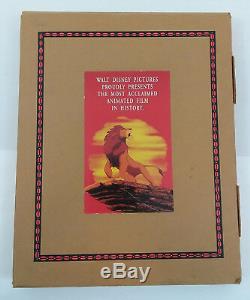 WALT DISNEY PICTURES
PROUDLY PRESENTS
THE MOST ACCLAIMED
ANIMATED FILM
IN HISTORY.